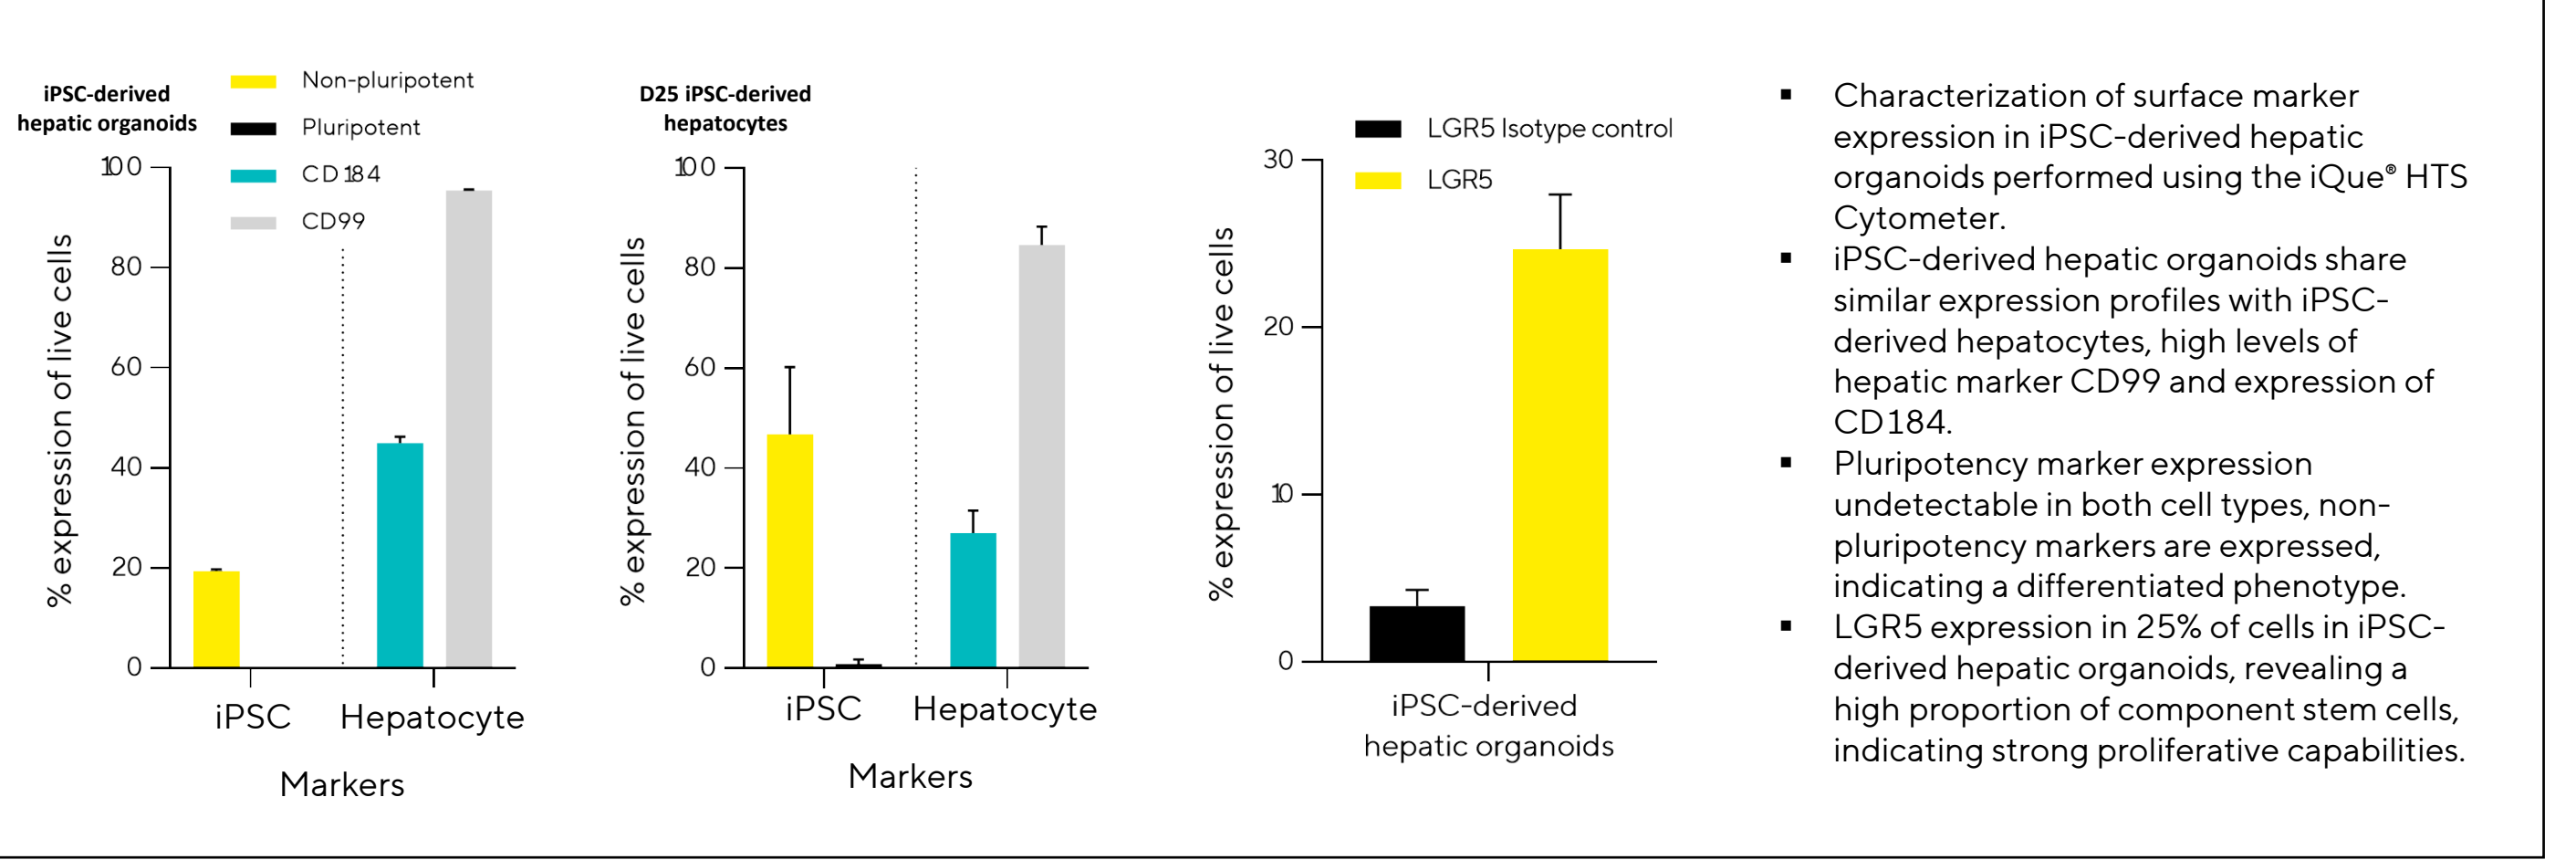 iPSC-derived
hepatic organoids
Non-pluripotent
Pluripotent
CD184
CD99
% expression of live cells
100
80
60
40
20
0
iPSC
Hepatocyte
Markers
D25 iPSC-derived
hepatocytes
% expression of live cells
100
80
60
40
20
0
iPSC
Hepatocyte
Markers
LGR5 Isotype control
LGR5
% expression of live cells
30
20
10
0
iPSC-derived
hepatic organoids
▪ Characterization of surface marker
expression in iPSC-derived hepatic
organoids performed using the iQue® HTS
Cytometer.
▪ iPSC-derived hepatic organoids share
similar expression profiles with iPSC-
derived hepatocytes, high levels of
hepatic marker CD99 and expression of
CD184.
▪ Pluripotency marker expression
undetectable in both cell types, non-
pluripotency markers are expressed,
indicating a differentiated phenotype.
▪ LGR5 expression in 25% of cells in iPSC-
derived hepatic organoids, revealing a
high proportion of component stem cells,
indicating strong proliferative capabilities.